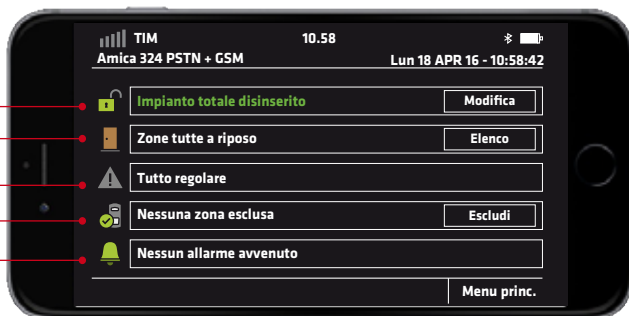 TIM 10.58
Amica 324 PSTN + GSM Lun 18 APR 16 - 10:58:42
Impianto totale disinserito Modifica
Zone tutte a riposo Elenco
Tutto regolare
Nessuna zona esclusa Escludi
Nessun allarme avvenuto
Menu princ.